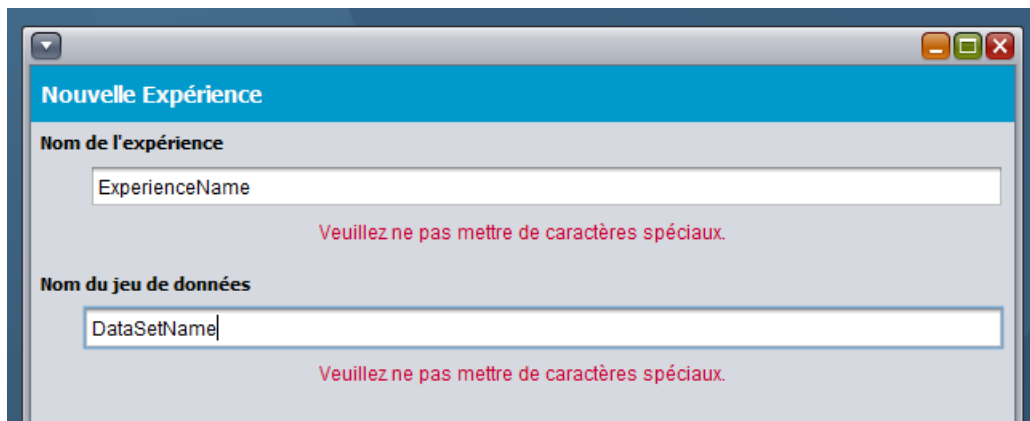 Nouvelle Expérience
Nom de l'expérience
ExperienceName
Veuillez ne pas mettre de caractères spéciaux.
Nom du jeu de données
DataSetName
Veuillez ne pas mettre de caractères spéciaux.